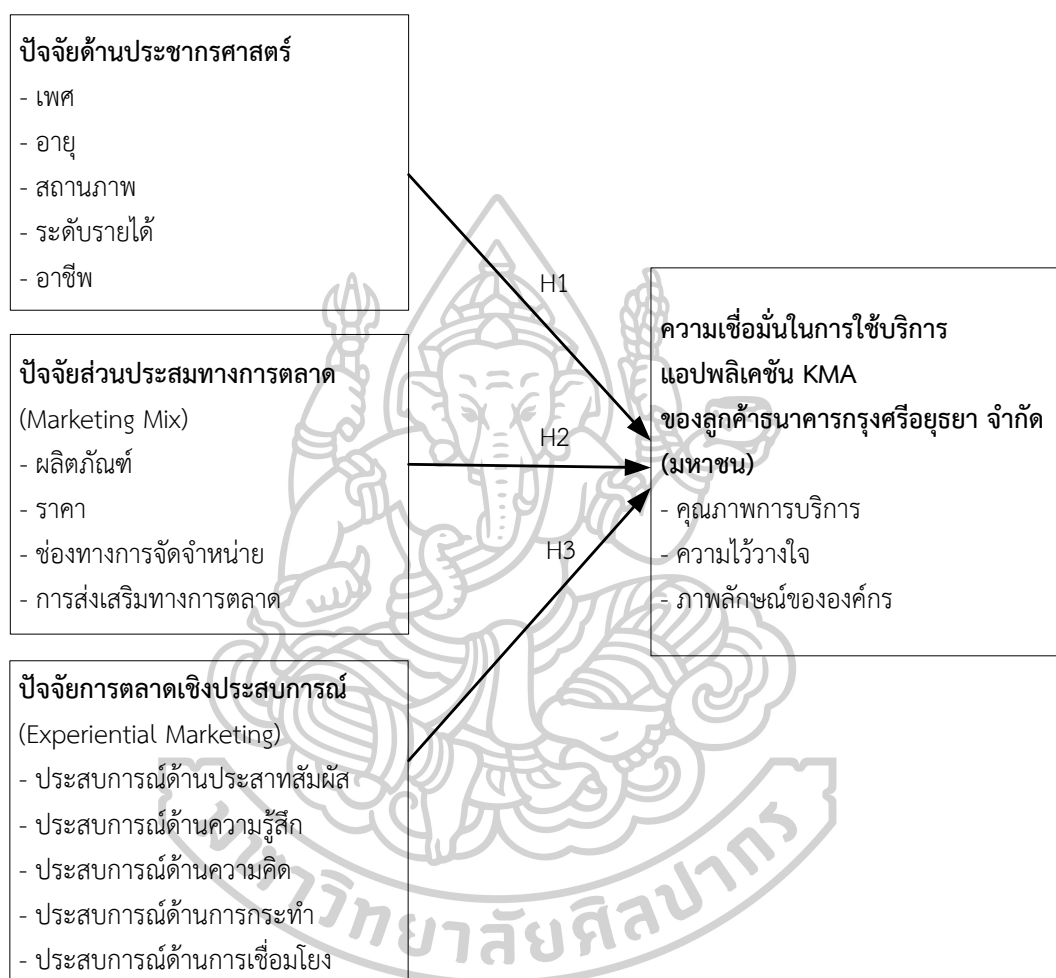 ปัจจัยด้านประชากรศาสตร์
- เพศ
- อายุ
- สถานภาพ
- ระดับรายได้
- อาชีพ
ปัจจัยส่วนประสมทางการตลาด
(Marketing Mix)
- ผลิตภัณฑ์
- ราคา
- ช่องทางการจัดจำหน่าย
- การส่งเสริมทางการตลาด
ปัจจัยการตลาดเชิงประสบการณ์
(Experiential Marketing)
- ประสบการณ์ด้านประสาทสัมผัส
- ประสบการณ์ด้านความรู้สึก
- ประสบการณ์ด้านความคิด
- ประสบการณ์ด้านการกระทำ
- ประสบการณ์ด้านการเชื่อมโยง
H1
H2
H3
ความเชื่อมั่นในการใช้บริการ
แอปพลิเคชัน KMA
ของลูกค้าธนาคารกรุงศรีอยุธยา จำกัด
(มหาชน)
- คุณภาพการบริการ
- ความไว้วางใจ
- ภาพลักษณ์ขององค์กร
มหาวิทยาลัยศิลปากร